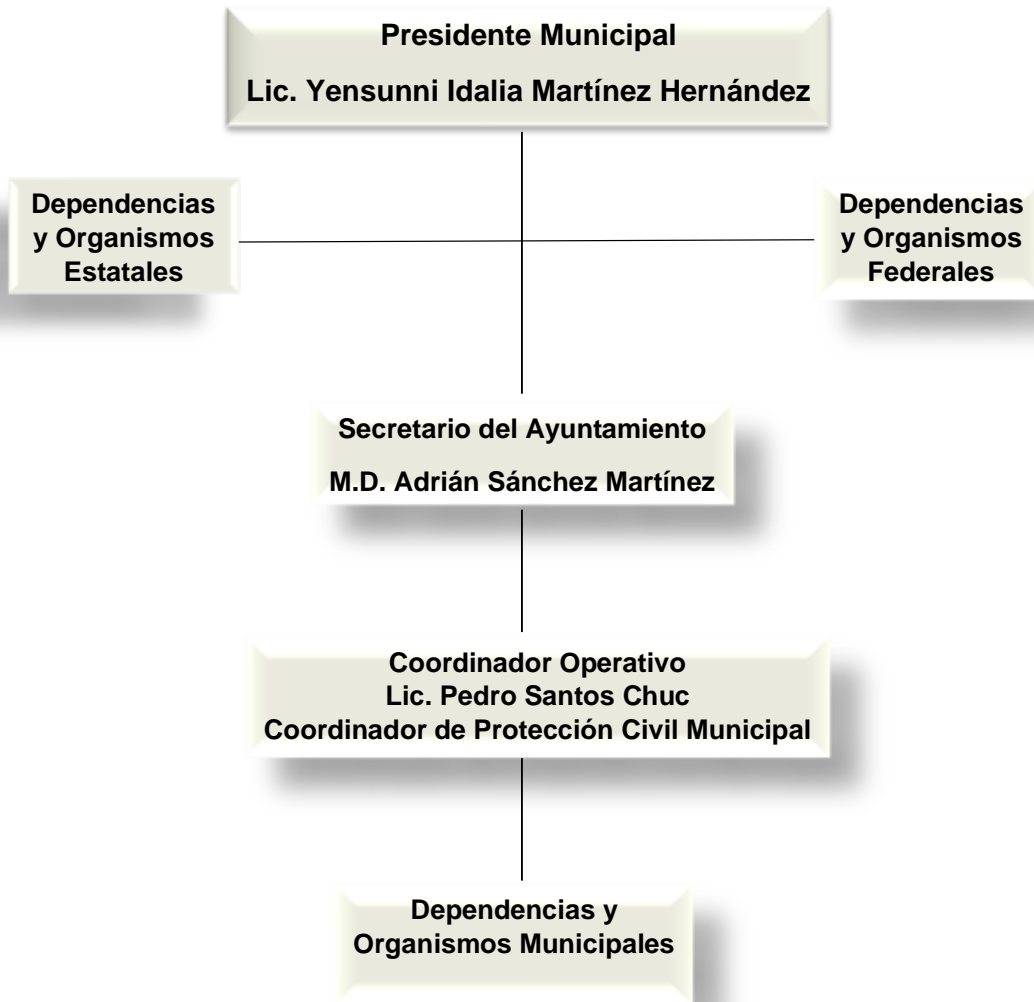 Presidente Municipal
Lic. Yensunni Idalia Martínez Hernández
Dependencias
y Organismos
Estatales
Dependencias
y Organismos
Federales
Secretario del Ayuntamiento
M.D. Adrián Sánchez Martínez
Coordinador Operativo
Lic. Pedro Santos Chuc
Coordinador de Protección Civil Municipal
Dependencias y
Organismos Municipales